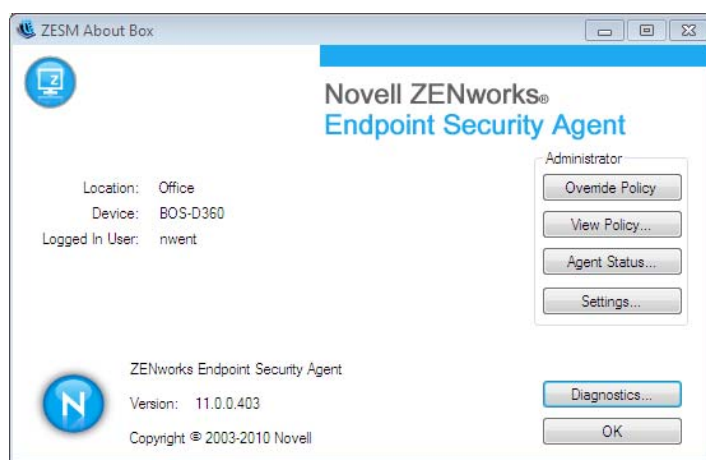 ZESM About Box
Z
Novell ZENworks®
Endpoint Security Agent
Administrator
Override Policy
View Policy...
Agent Status...
Settings...
Location: Office
Device: BOS-D360
Logged In User: nwent
N
ZENworks Endpoint Security Agent
Version: 11.0.0.403
Copyright © 2003-2010 Novell
Diagnostics...
OK